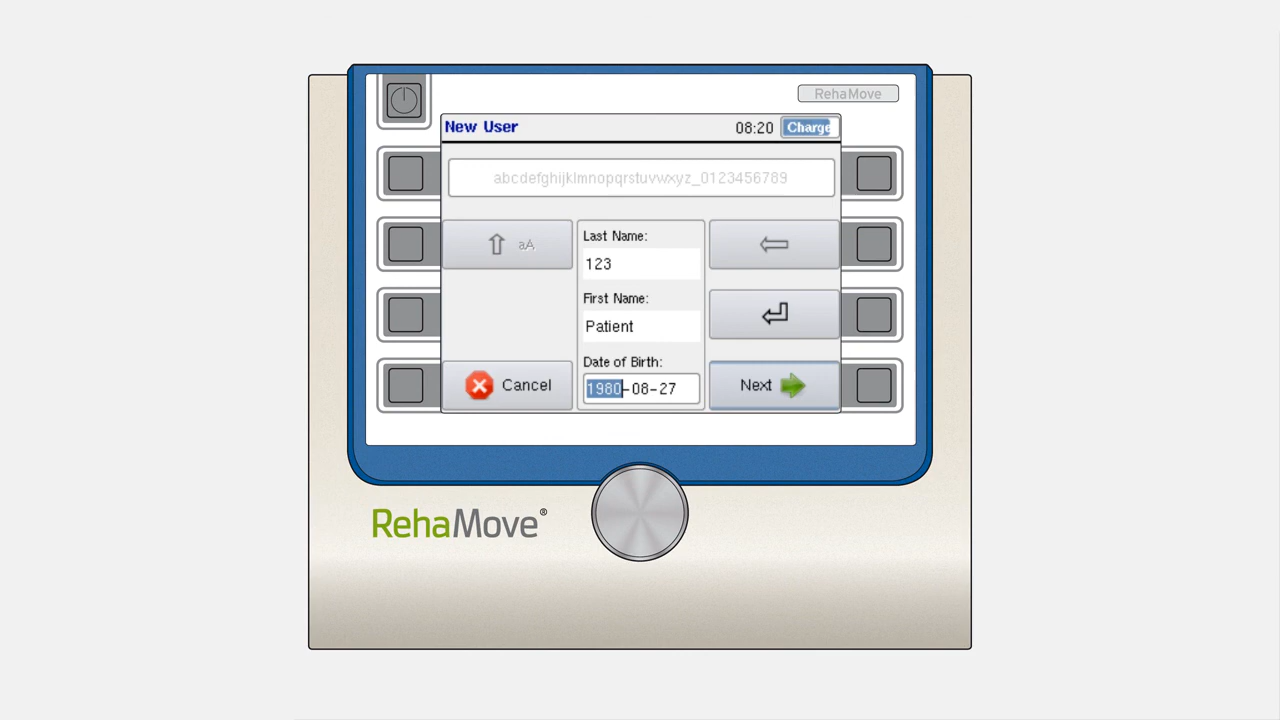 RehaMove
New User 08:20 Charge
abcdefghijklmnopqrstuvwxyz_0123456789
aA
Last Name:
123
First Name:
Patient
Date of Birth:
1980-08-27
Cancel
Next
RehaMove®